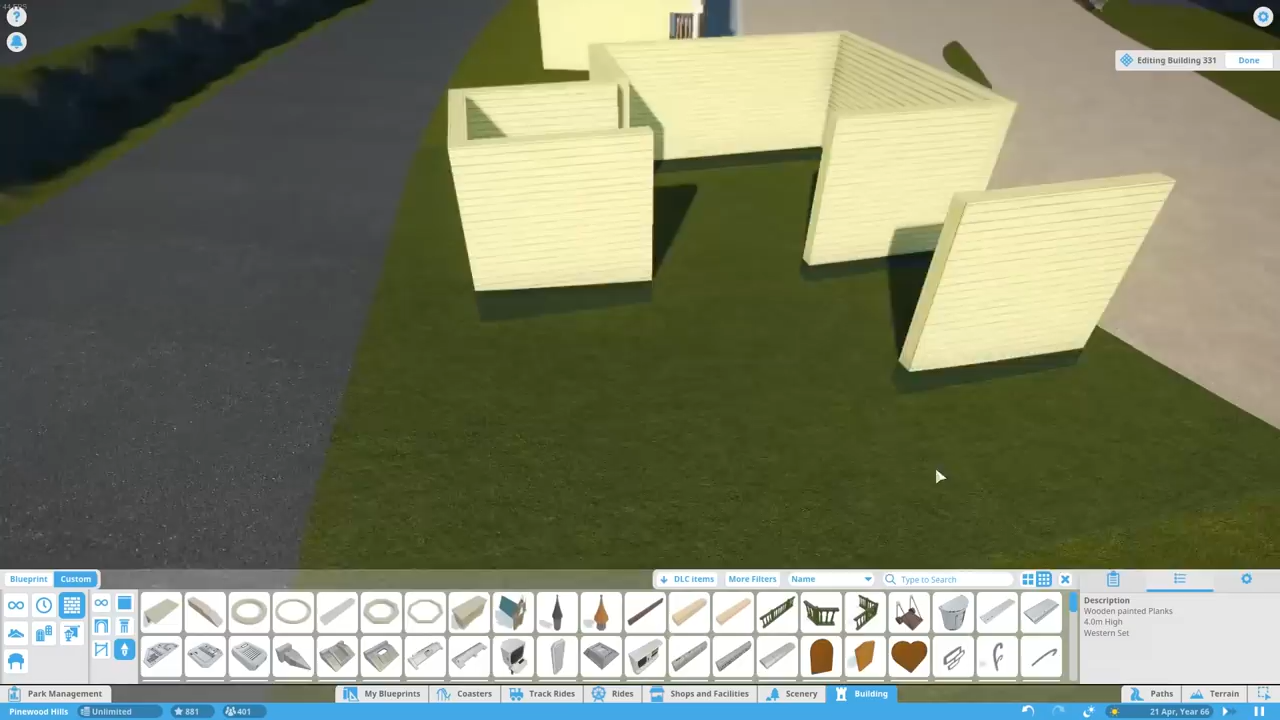 44 FPS
?
Editing Building 331 Done
Blueprint Custom DLC items More Filters Name Type to Search
Description
Wooden painted Planks
4.0m High
Western Set
Park Management My Blueprints Coasters Track Rides Rides Shops and Facilities Scenery Building Paths Terrain
Pinewood Hills Unlimited 881 401 21 Apr, Year 66